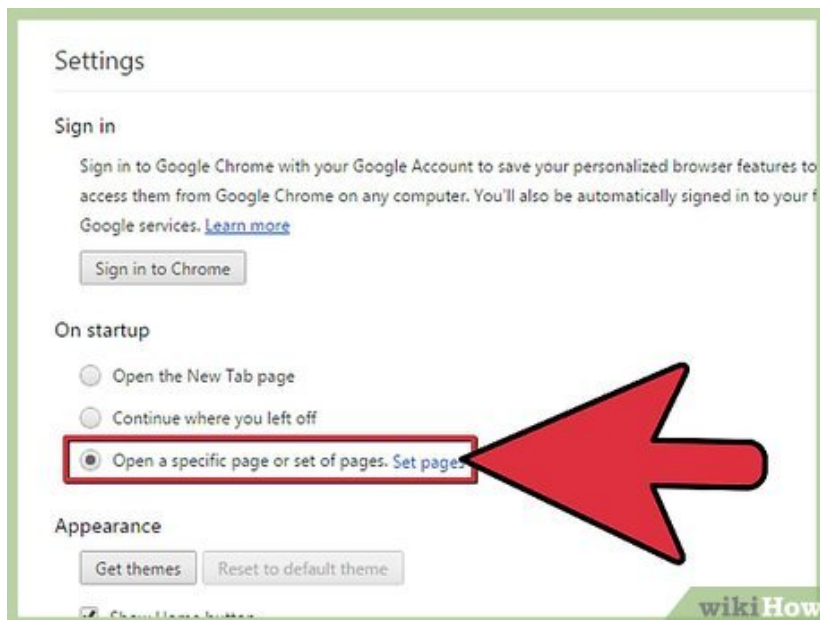 Settings
Sign in
Sign in to Google Chrome with your Google Account to save your personalized browser features to
access them from Google Chrome on any computer. You'll also be automatically signed in to your f
Google services. Learn more
Sign in to Chrome
On startup
Open the New Tab page
Continue where you left off
Open a specific page or set of pages. Set pages
Appearance
Get themes Reset to default theme
Show Home button
wikiHow